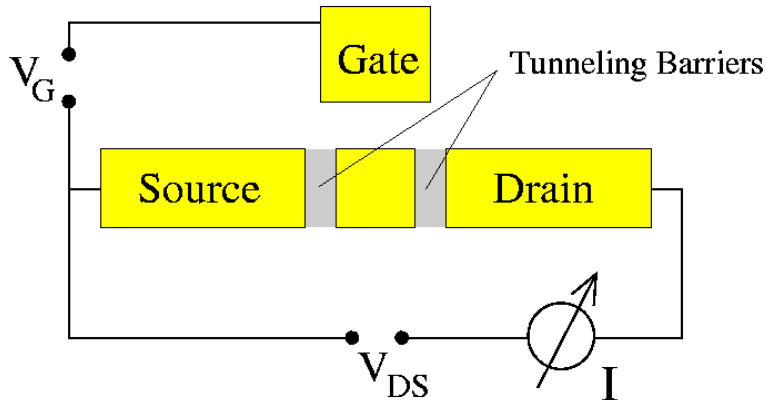 Gate
Tunneling Barriers
V_G
Source
Drain
V_DS
I